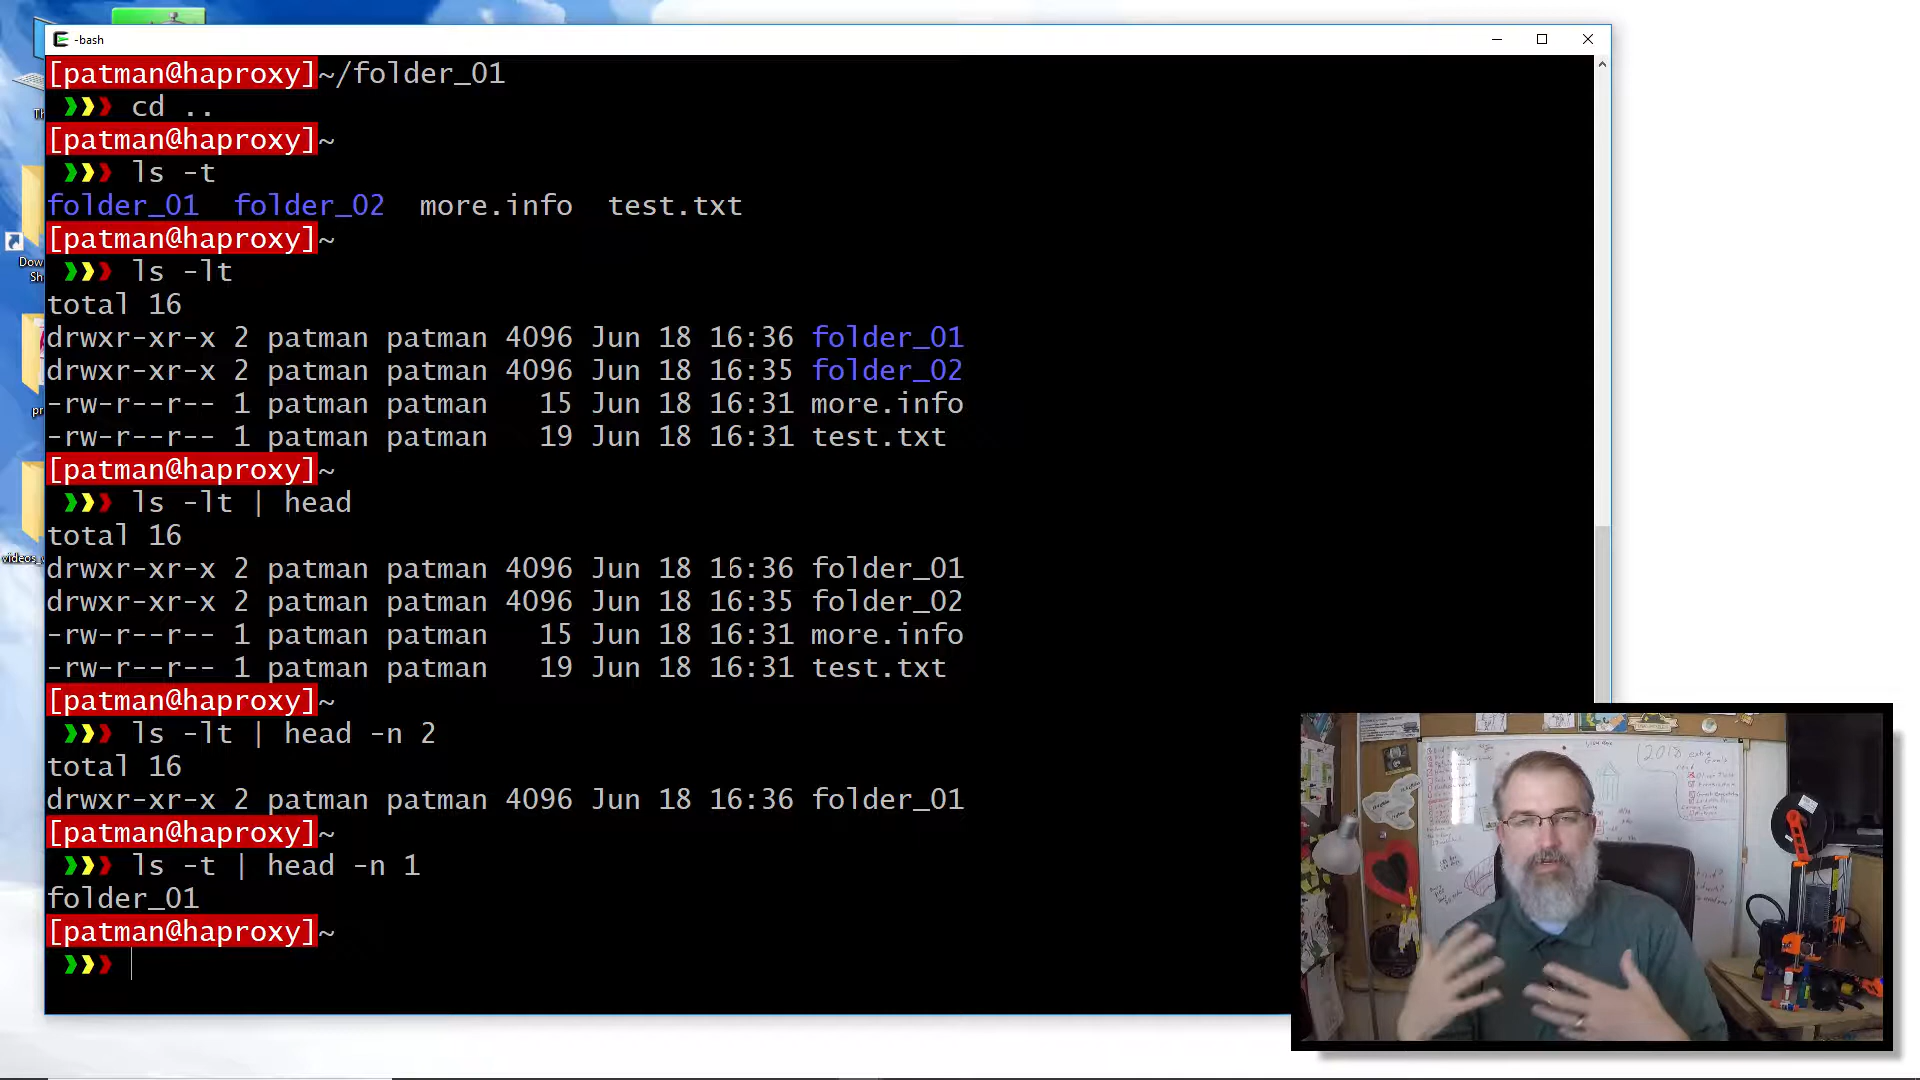 -bash
[patman@haproxy]~/folder_01
❯❯❯ cd ..
[patman@haproxy]~
❯❯❯ ls -t
folder_01  folder_02  more.info  test.txt
[patman@haproxy]~
❯❯❯ ls -lt
total 16
drwxr-xr-x 2 patman patman 4096 Jun 18 16:36 folder_01
drwxr-xr-x 2 patman patman 4096 Jun 18 16:35 folder_02
-rw-r--r-- 1 patman patman   15 Jun 18 16:31 more.info
-rw-r--r-- 1 patman patman   19 Jun 18 16:31 test.txt
[patman@haproxy]~
❯❯❯ ls -lt | head
total 16
drwxr-xr-x 2 patman patman 4096 Jun 18 16:36 folder_01
drwxr-xr-x 2 patman patman 4096 Jun 18 16:35 folder_02
-rw-r--r-- 1 patman patman   15 Jun 18 16:31 more.info
-rw-r--r-- 1 patman patman   19 Jun 18 16:31 test.txt
[patman@haproxy]~
❯❯❯ ls -lt | head -n 2
total 16
drwxr-xr-x 2 patman patman 4096 Jun 18 16:36 folder_01
[patman@haproxy]~
❯❯❯ ls -t | head -n 1
folder_01
[patman@haproxy]~
❯❯❯
Th
Dow
Sh
pr
videos_
2018
Goals